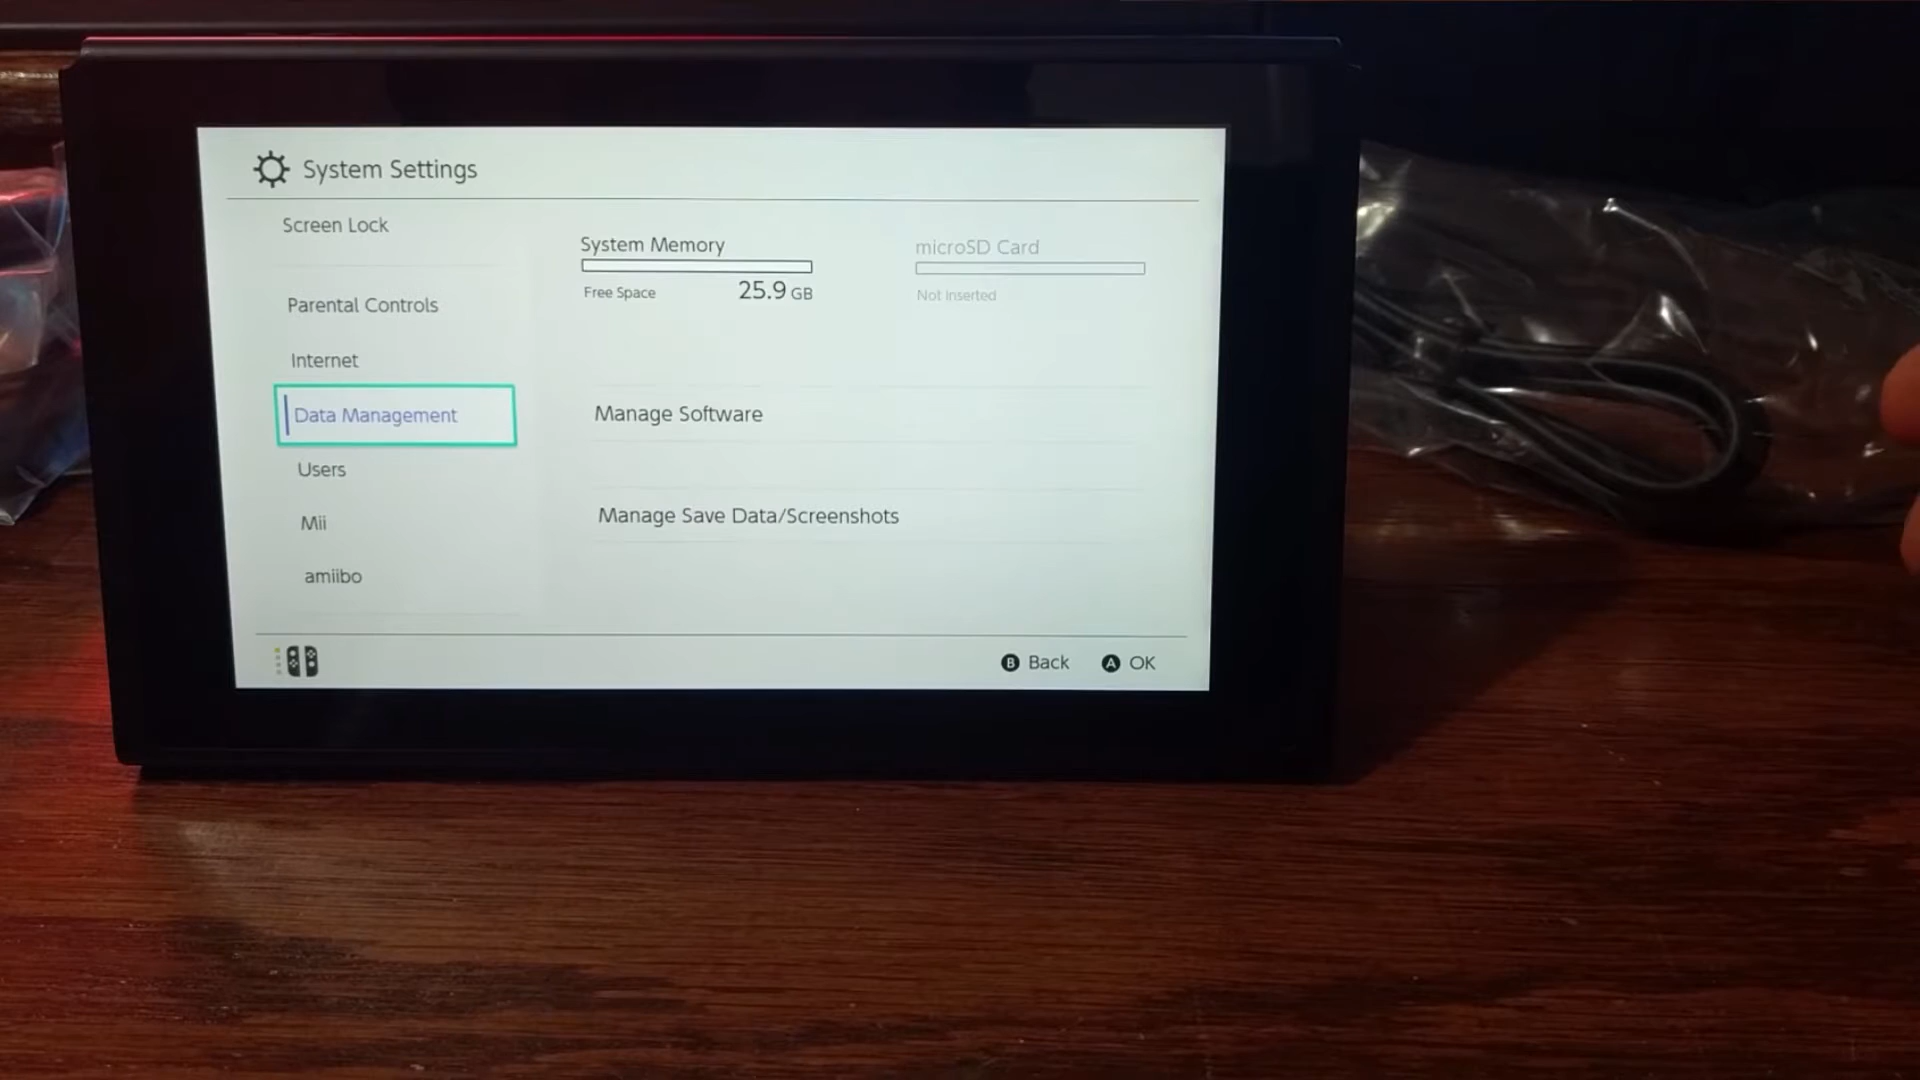 System Settings
Screen Lock
Parental Controls
Internet
Data Management
Users
Mii
amiibo
System Memory
Free Space 25.9 GB
microSD Card
Not Inserted
Manage Software
Manage Save Data/Screenshots
B Back A OK